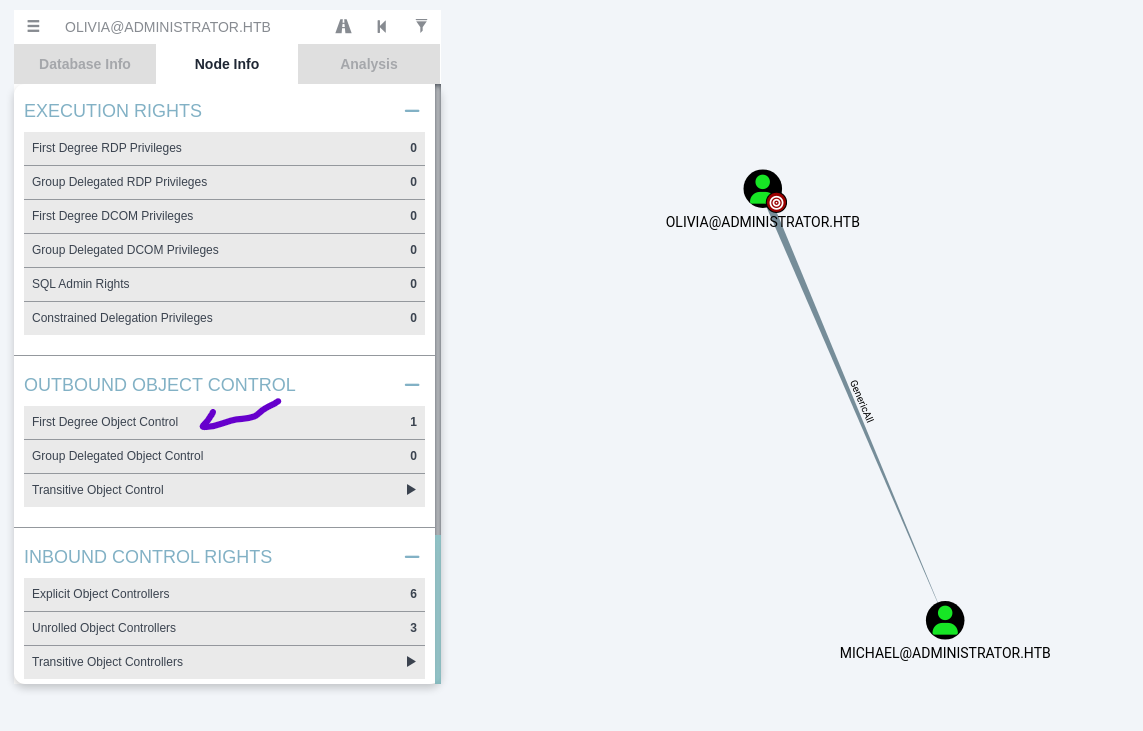 OLIVIA@ADMINISTRATOR.HTB
Database Info Node Info Analysis
EXECUTION RIGHTS
First Degree RDP Privileges 0
Group Delegated RDP Privileges 0
First Degree DCOM Privileges 0
Group Delegated DCOM Privileges 0
SQL Admin Rights 0
Constrained Delegation Privileges 0
OUTBOUND OBJECT CONTROL
First Degree Object Control 1
Group Delegated Object Control 0
Transitive Object Control
INBOUND CONTROL RIGHTS
Explicit Object Controllers 6
Unrolled Object Controllers 3
Transitive Object Controllers
OLIVIA@ADMINISTRATOR.HTB
GenericAll
MICHAEL@ADMINISTRATOR.HTB